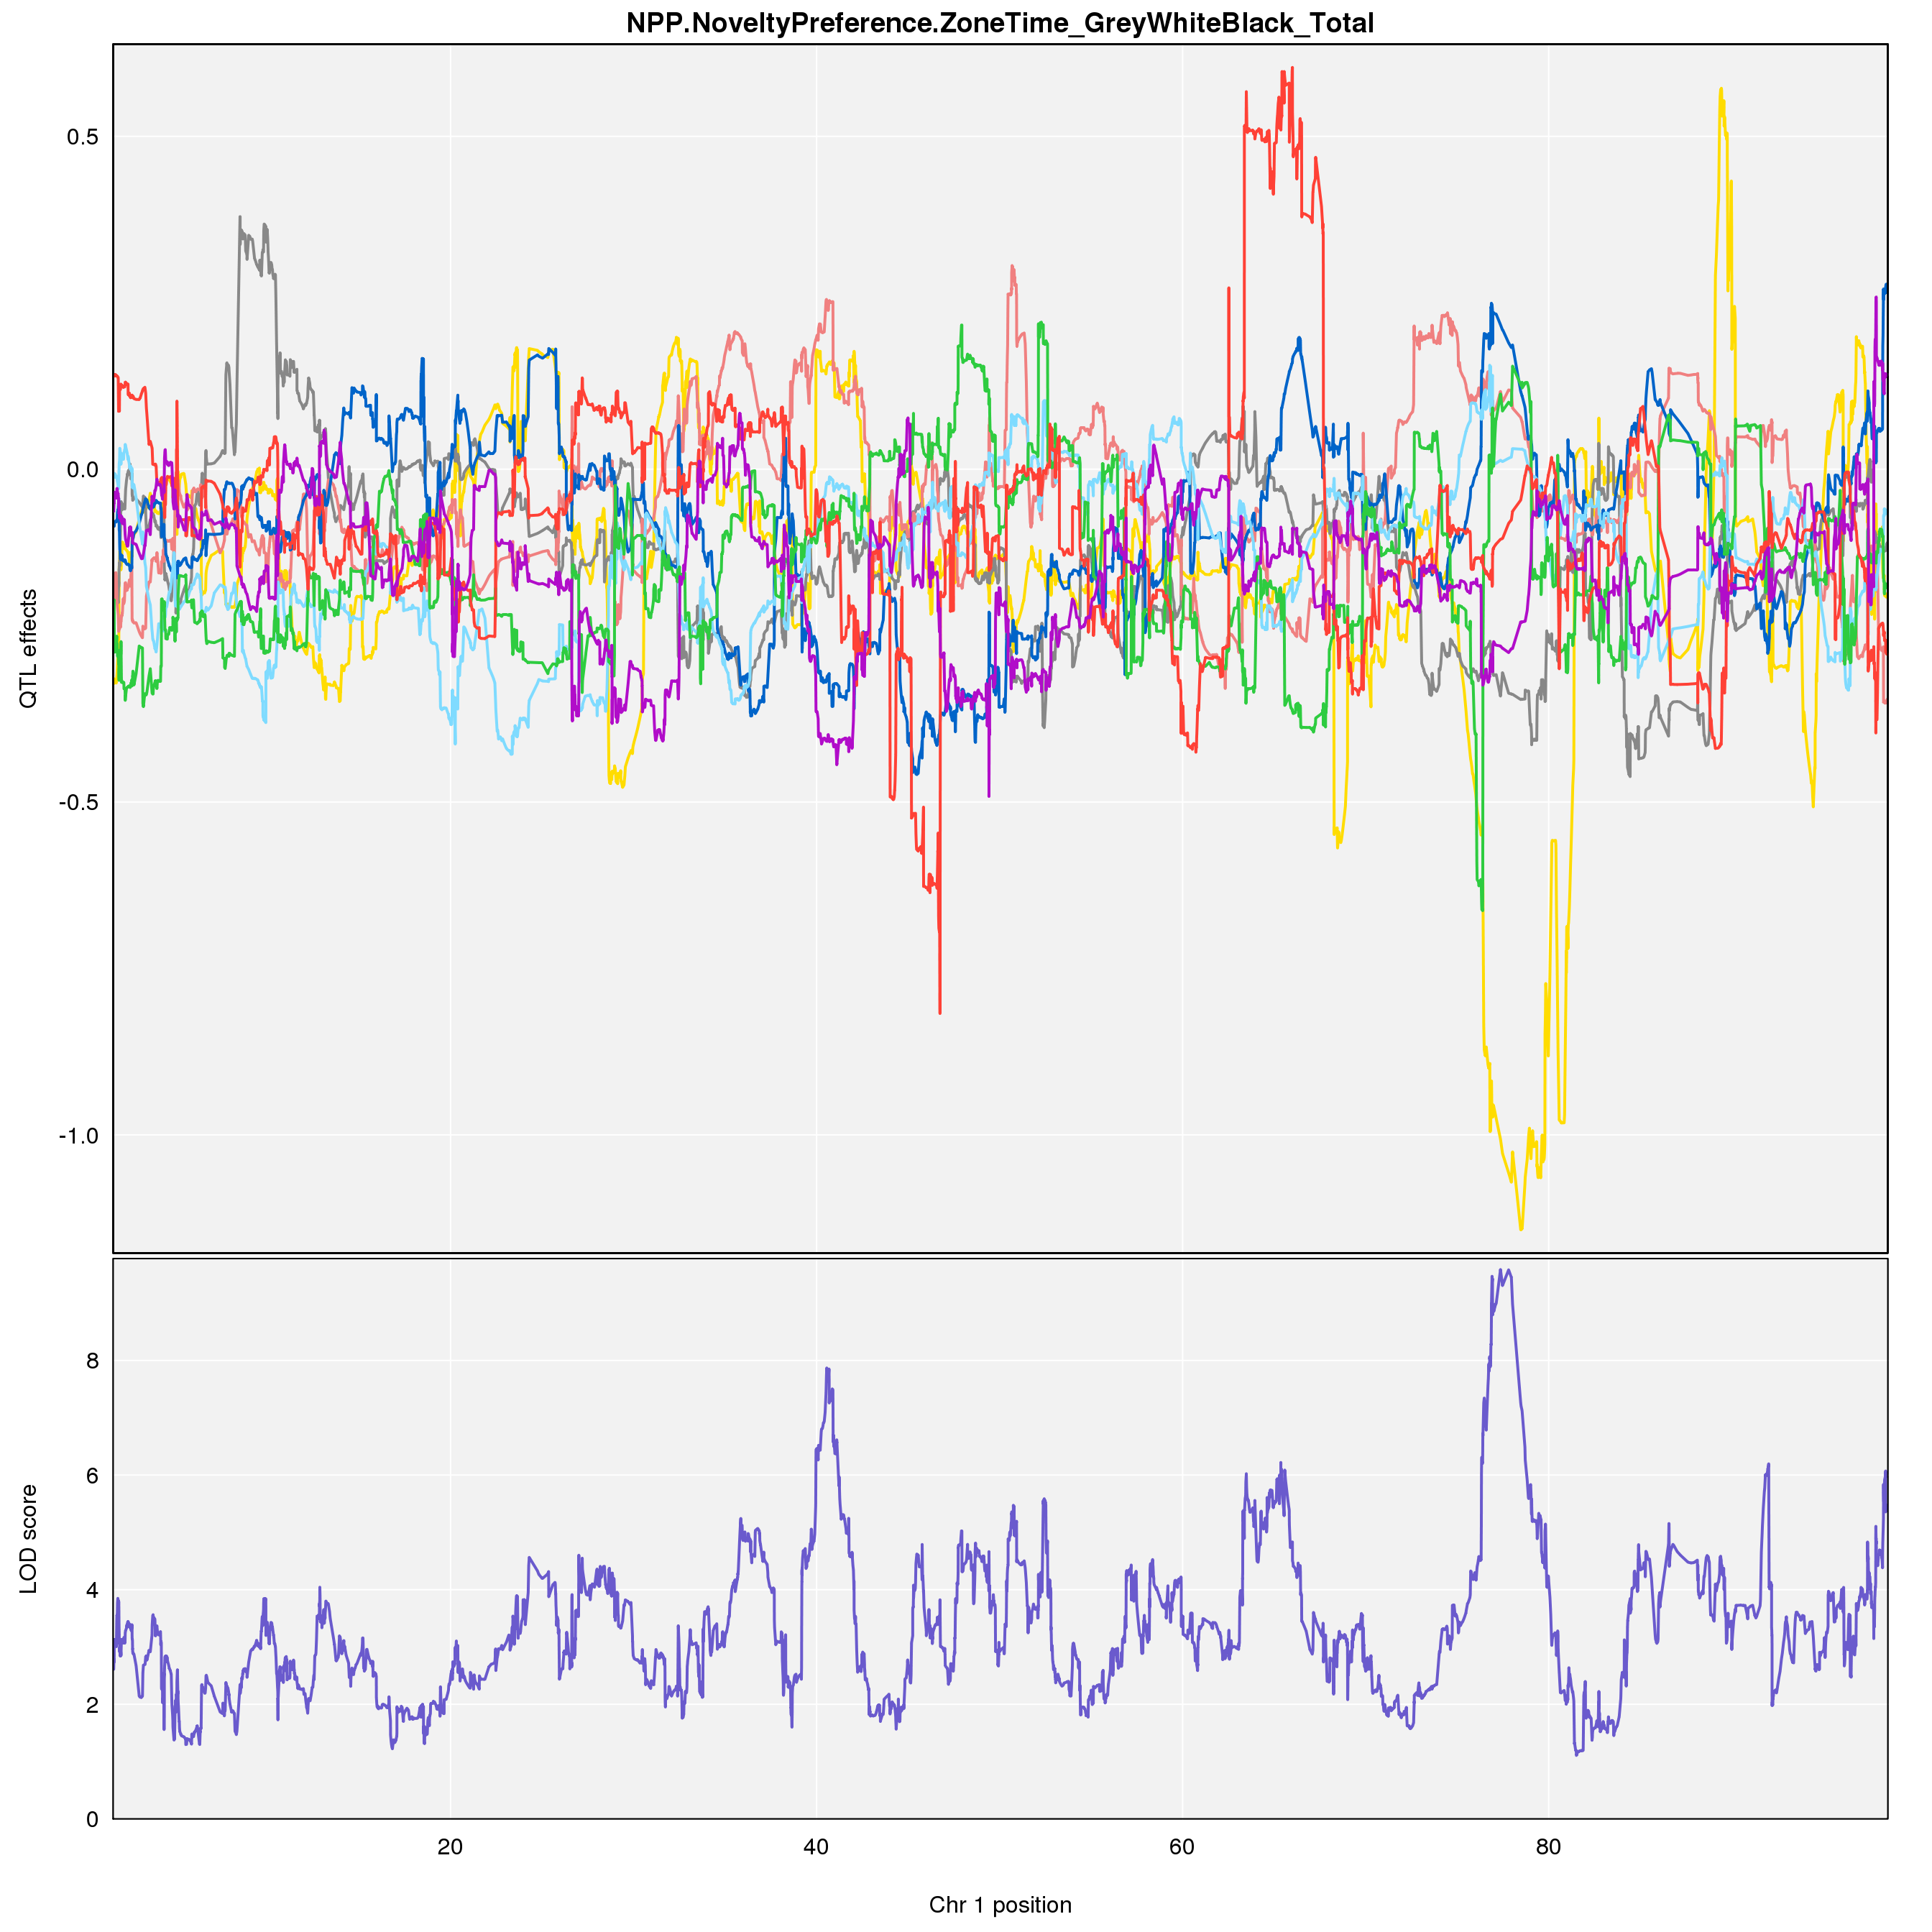 NPP.NoveltyPreference.ZoneTime_GreyWhiteBlack_Total
0.5
0.0
-0.5
-1.0
QTL effects
8
6
4
2
0
LOD score
20 40 60 80
Chr 1 position